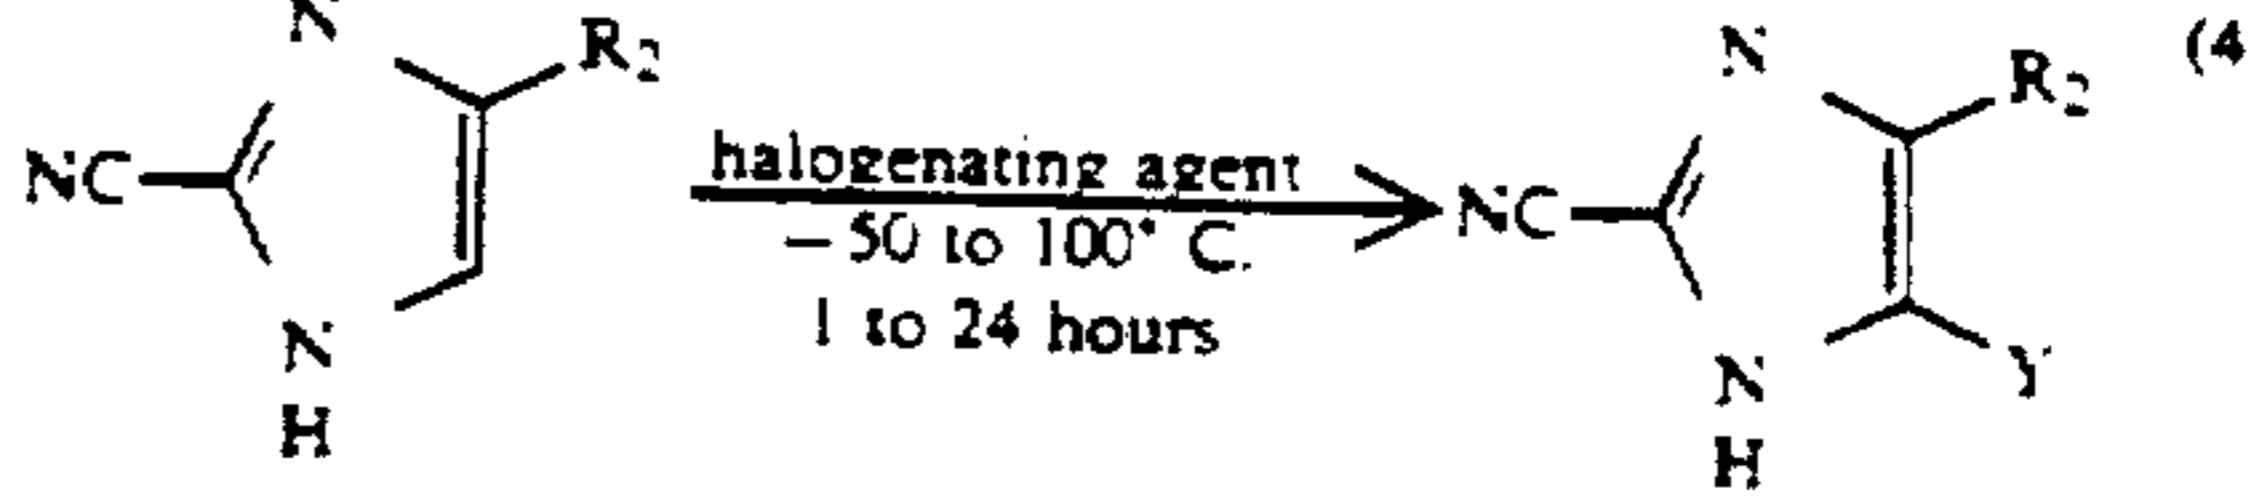 N R₂ N (4
R₂
NC halogenating agent NC
−50 to 100° C.
1 to 24 hours
N N Y
H H